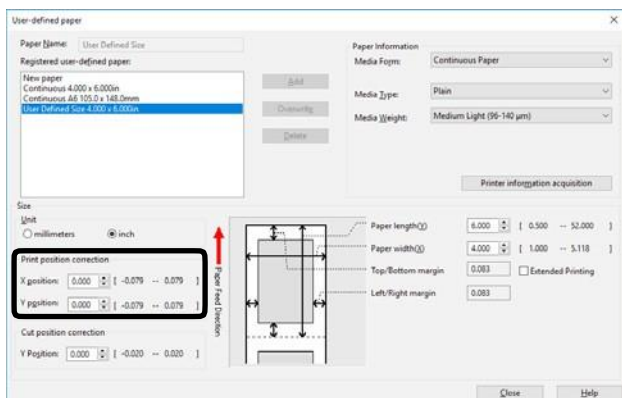 User-defined paper
Paper Name: User Defined Size
Registered user-defined paper:
New paper
Continuous 4.000 x 6.000in
Continuous A6 105.0 x 148.0mm
User Defined Size 4.000 x 6.000in
Add
Overwrite
Delete
Paper Information
Media Form: Continuous Paper
Media Type: Plain
Media Weight: Medium Light (96-140 μm)
Printer information acquisition
Size
Unit
millimeters inch
Print position correction
X position: 0.000 [ -0.079 -- 0.079 ]
Y position: 0.000 [ -0.079 -- 0.079 ]
Cut position correction
Y Position: 0.000 [ -0.020 -- 0.020 ]
Paper Feed Direction
Paper length(Y) 6.000 [ 0.500 -- 52.000 ]
Paper width(X) 4.000 [ 1.000 -- 5.118 ]
Top/Bottom margin 0.083 Extended Printing
Left/Right margin 0.083
Close Help